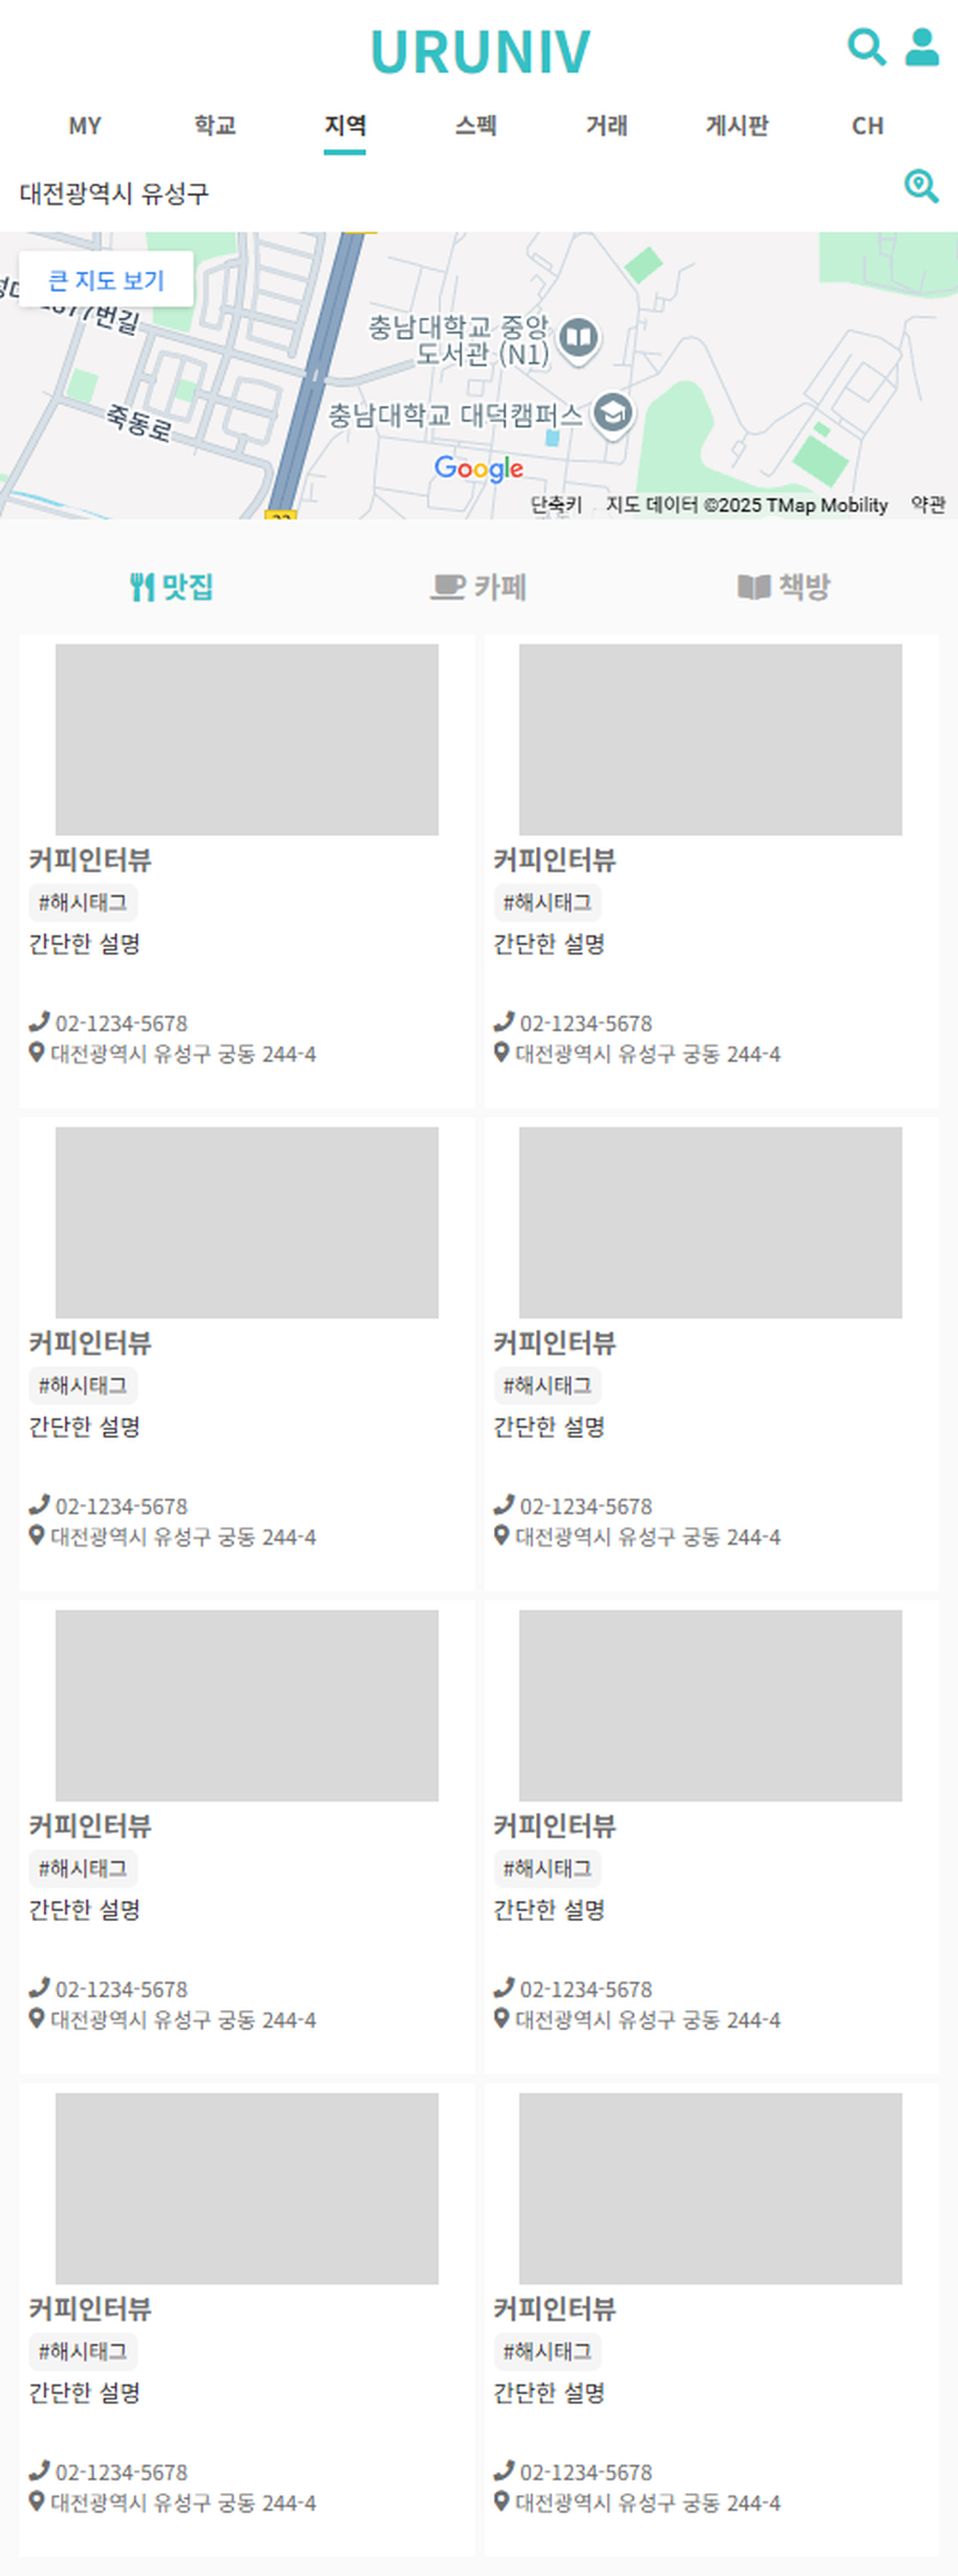 URUNIV
MY 학교 지역 스펙 거래 게시판 CH
대전광역시 유성구
큰 지도 보기
번길
죽동로
충남대학교 중앙
도서관 (N1)
충남대학교 대덕캠퍼스
Google
단축키 지도 데이터 ©2025 TMap Mobility 약관
맛집 카페 책방
커피인터뷰 커피인터뷰
#해시태그 #해시태그
간단한 설명 간단한 설명
02-1234-5678 02-1234-5678
대전광역시 유성구 궁동 244-4 대전광역시 유성구 궁동 244-4
커피인터뷰 커피인터뷰
#해시태그 #해시태그
간단한 설명 간단한 설명
02-1234-5678 02-1234-5678
대전광역시 유성구 궁동 244-4 대전광역시 유성구 궁동 244-4
커피인터뷰 커피인터뷰
#해시태그 #해시태그
간단한 설명 간단한 설명
02-1234-5678 02-1234-5678
대전광역시 유성구 궁동 244-4 대전광역시 유성구 궁동 244-4
커피인터뷰 커피인터뷰
#해시태그 #해시태그
간단한 설명 간단한 설명
02-1234-5678 02-1234-5678
대전광역시 유성구 궁동 244-4 대전광역시 유성구 궁동 244-4